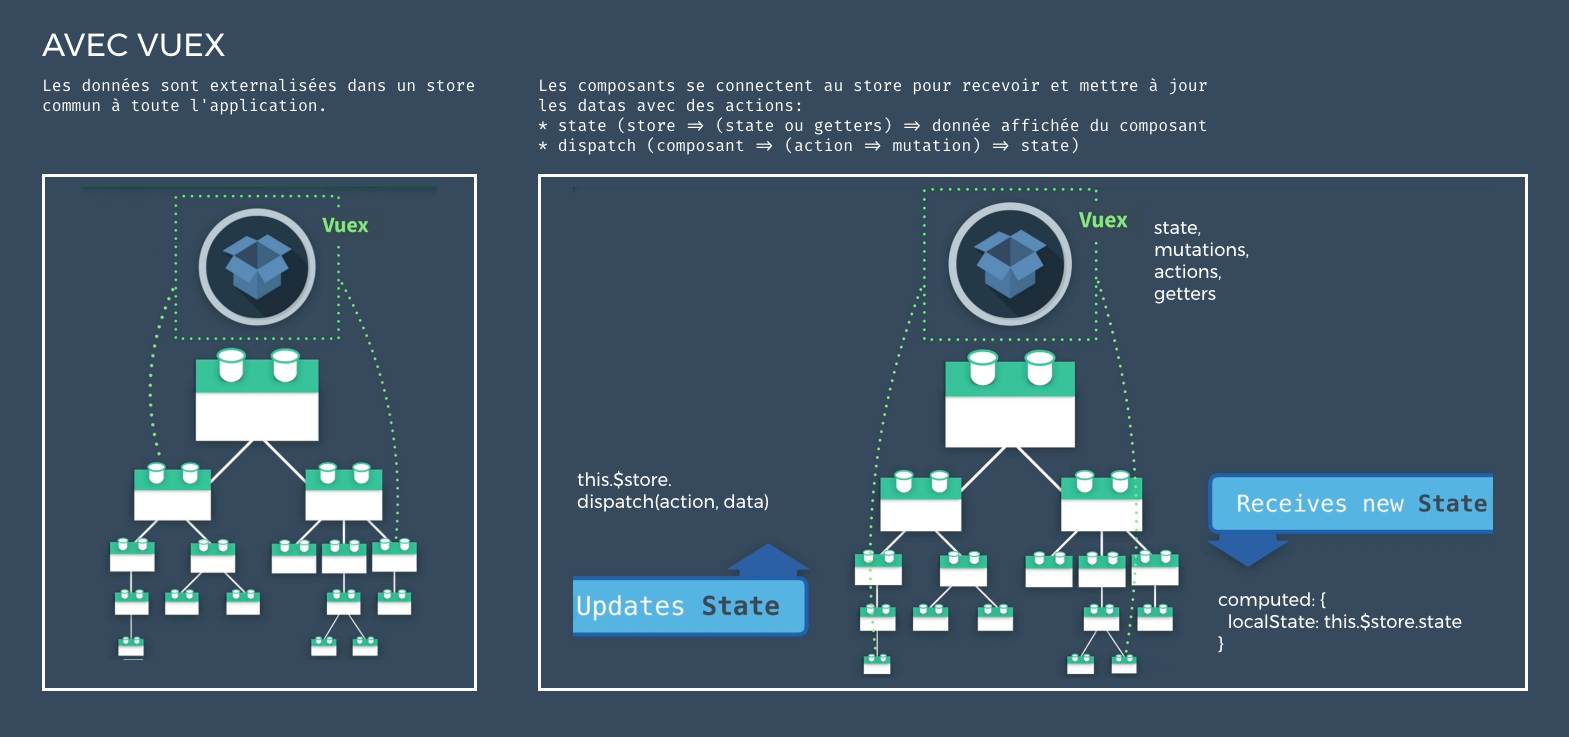 AVEC VUEX
Les données sont externalisées dans un store
commun à toute l'application.
Les composants se connectent au store pour recevoir et mettre à jour
les datas avec des actions:
* state (store => (state ou getters) => donnée affichée du composant
* dispatch (composant => (action => mutation) => state)
Vuex
Vuex
state,
mutations,
actions,
getters
this.$store.
dispatch(action, data)
Updates State
Receives new State
computed: {
localState: this.$store.state
}